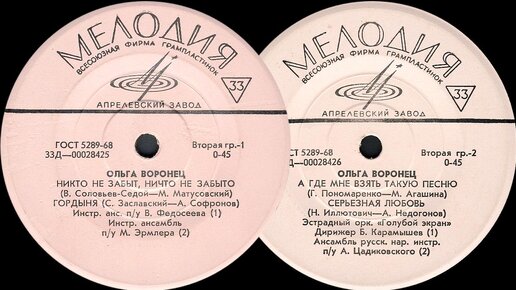 МЕЛОДИЯ
ВСЕСОЮЗНАЯ ФИРМА ГРАМПЛАСТИНОК
33
АПРЕЛЕВСКИЙ ЗАВОД
ГОСТ 5289-68
Вторая гр.-1
33Д—00028425
0-45
ОЛЬГА ВОРОНЕЦ
НИКТО НЕ ЗАБЫТ, НИЧТО НЕ ЗАБЫТО
(В. Соловьев-Седой — М. Матусовский)
ГОРДЫНЯ (С. Заславский — А. Софронов)
Инстр. анс. п/у В. Федосеева (1)
Инстр. ансамбль
п/у М. Эрмлера (2)
МЕЛОДИЯ
ВСЕСОЮЗНАЯ ФИРМА ГРАМПЛАСТИНОК
33
АПРЕЛЕВСКИЙ ЗАВОД
5289-68
Вторая гр.-2
00028426
0-45
ОЛЬГА ВОРОНЕЦ
А ГДЕ МНЕ ВЗЯТЬ ТАКУЮ ПЕСНЮ
(Г. Пономаренко — М. Агашина)
СЕРЬЕЗНАЯ ЛЮБОВЬ
(Н. Иллютович — А. Недогонов)
Эстрадный орк. «Голубой экран»
Дирижер Б. Карамышев (1)
Ансамбль русск. нар. инстр.
п/у А. Цадиковского (2)